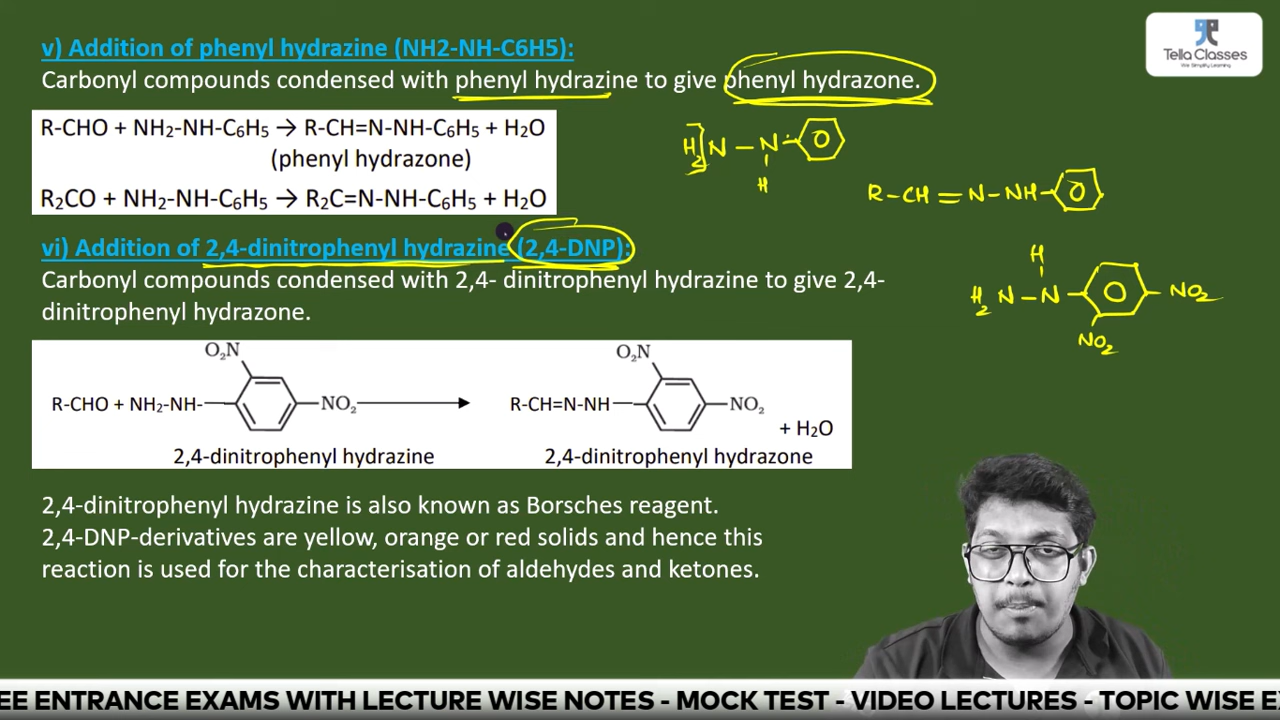 v) Addition of phenyl hydrazine (NH2-NH-C6H5):
Carbonyl compounds condensed with phenyl hydrazine to give phenyl hydrazone.
R-CHO + NH₂-NH-C₆H₅ → R-CH=N-NH-C₆H₅ + H₂O
(phenyl hydrazone)
R₂CO + NH₂-NH-C₆H₅ → R₂C=N-NH-C₆H₅ + H₂O
H₂N – N
H
R-CH=N-NH
vi) Addition of 2,4-dinitrophenyl hydrazine (2,4-DNP):
Carbonyl compounds condensed with 2,4- dinitrophenyl hydrazine to give 2,4-
dinitrophenyl hydrazone.
H
H₂N – N NO₂
NO₂
O₂N O₂N
R-CHO + NH₂-NH- NO₂ R-CH=N-NH NO₂
+ H₂O
2,4-dinitrophenyl hydrazine 2,4-dinitrophenyl hydrazone
2,4-dinitrophenyl hydrazine is also known as Borsches reagent.
2,4-DNP-derivatives are yellow, orange or red solids and hence this
reaction is used for the characterisation of aldehydes and ketones.
Tella Classes
We Simplify Learning
EE ENTRANCE EXAMS WITH LECTURE WISE NOTES - MOCK TEST - VIDEO LECTURES - TOPIC WISE E